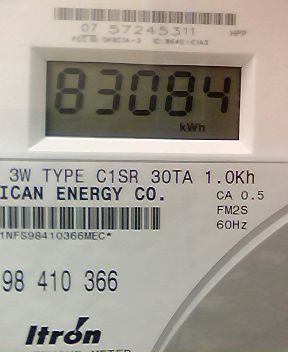 07 57245311
HPP
83084
kWh
3W TYPE C1SR 30TA 1.0Kh
ICAN ENERGY CO.
CA 0.5
FM2S
60Hz
1NFS98410366MEC*
98 410 366
Itron